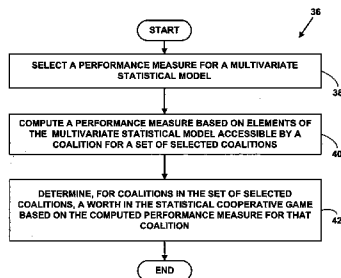 36
START
SELECT A PERFORMANCE MEASURE FOR A MULTIVARIATE
STATISTICAL MODEL
38
COMPUTE A PERFORMANCE MEASURE BASED ON ELEMENTS OF
THE MULTIVARIATE STATISTICAL MODEL ACCESSIBLE BY A
COALITION FOR A SET OF SELECTED COALITIONS
40
DETERMINE, FOR COALITIONS IN THE SET OF SELECTED
COALITIONS, A WORTH IN THE STATISTICAL COOPERATIVE GAME
BASED ON THE COMPUTED PERFORMANCE MEASURE FOR THAT
COALITION
42
END